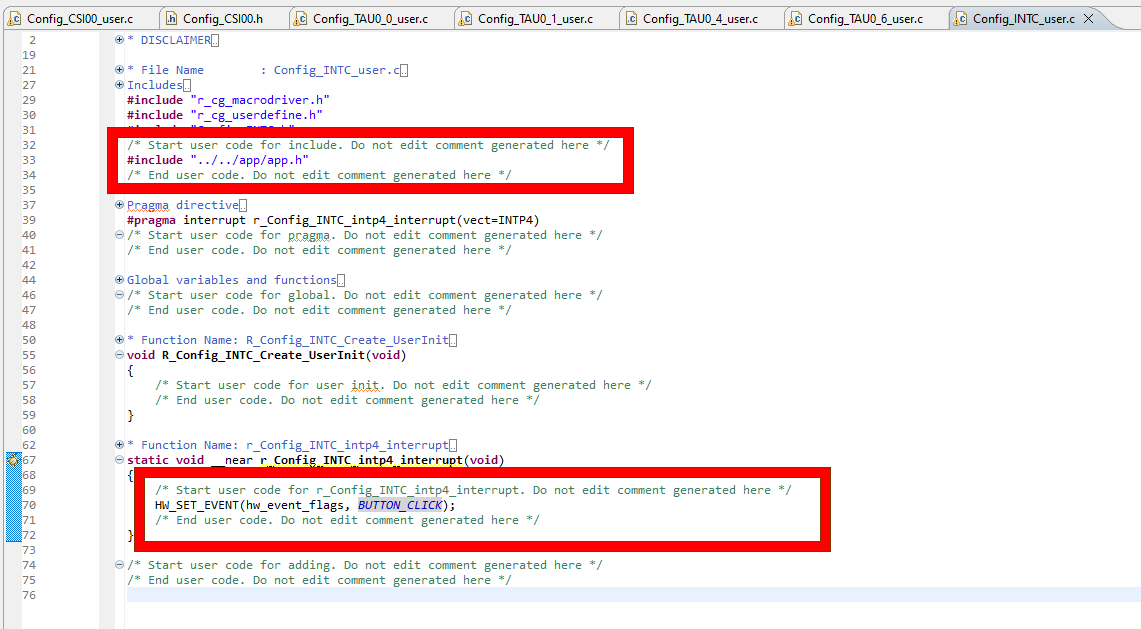 Config_CSI00_user.c Config_CSI00.h Config_TAU0_0_user.c Config_TAU0_1_user.c Config_TAU0_4_user.c Config_TAU0_6_user.c Config_INTC_user.c
2 * DISCLAIMER
19
21 * File Name : Config_INTC_user.c
27 Includes
29 #include "r_cg_macrodriver.h"
30 #include "r_cg_userdefine.h"
31
32 /* Start user code for include. Do not edit comment generated here */
33 #include "../../app/app.h"
34 /* End user code. Do not edit comment generated here */
35
37 Pragma directive
39 #pragma interrupt r_Config_INTC_intp4_interrupt(vect=INTP4)
40 /* Start user code for pragma. Do not edit comment generated here */
41 /* End user code. Do not edit comment generated here */
42
44 Global variables and functions
46 /* Start user code for global. Do not edit comment generated here */
47 /* End user code. Do not edit comment generated here */
48
50 * Function Name: R_Config_INTC_Create_UserInit
55 void R_Config_INTC_Create_UserInit(void)
56 {
57 /* Start user code for user init. Do not edit comment generated here */
58 /* End user code. Do not edit comment generated here */
59 }
60
62 * Function Name: r_Config_INTC_intp4_interrupt
67 static void __near r_Config_INTC_intp4_interrupt(void)
68 {
69 /* Start user code for r_Config_INTC_intp4_interrupt. Do not edit comment generated here */
70 HW_SET_EVENT(hw_event_flags, BUTTON_CLICK);
71 /* End user code. Do not edit comment generated here */
72 }
73
74 /* Start user code for adding. Do not edit comment generated here */
75 /* End user code. Do not edit comment generated here */
76